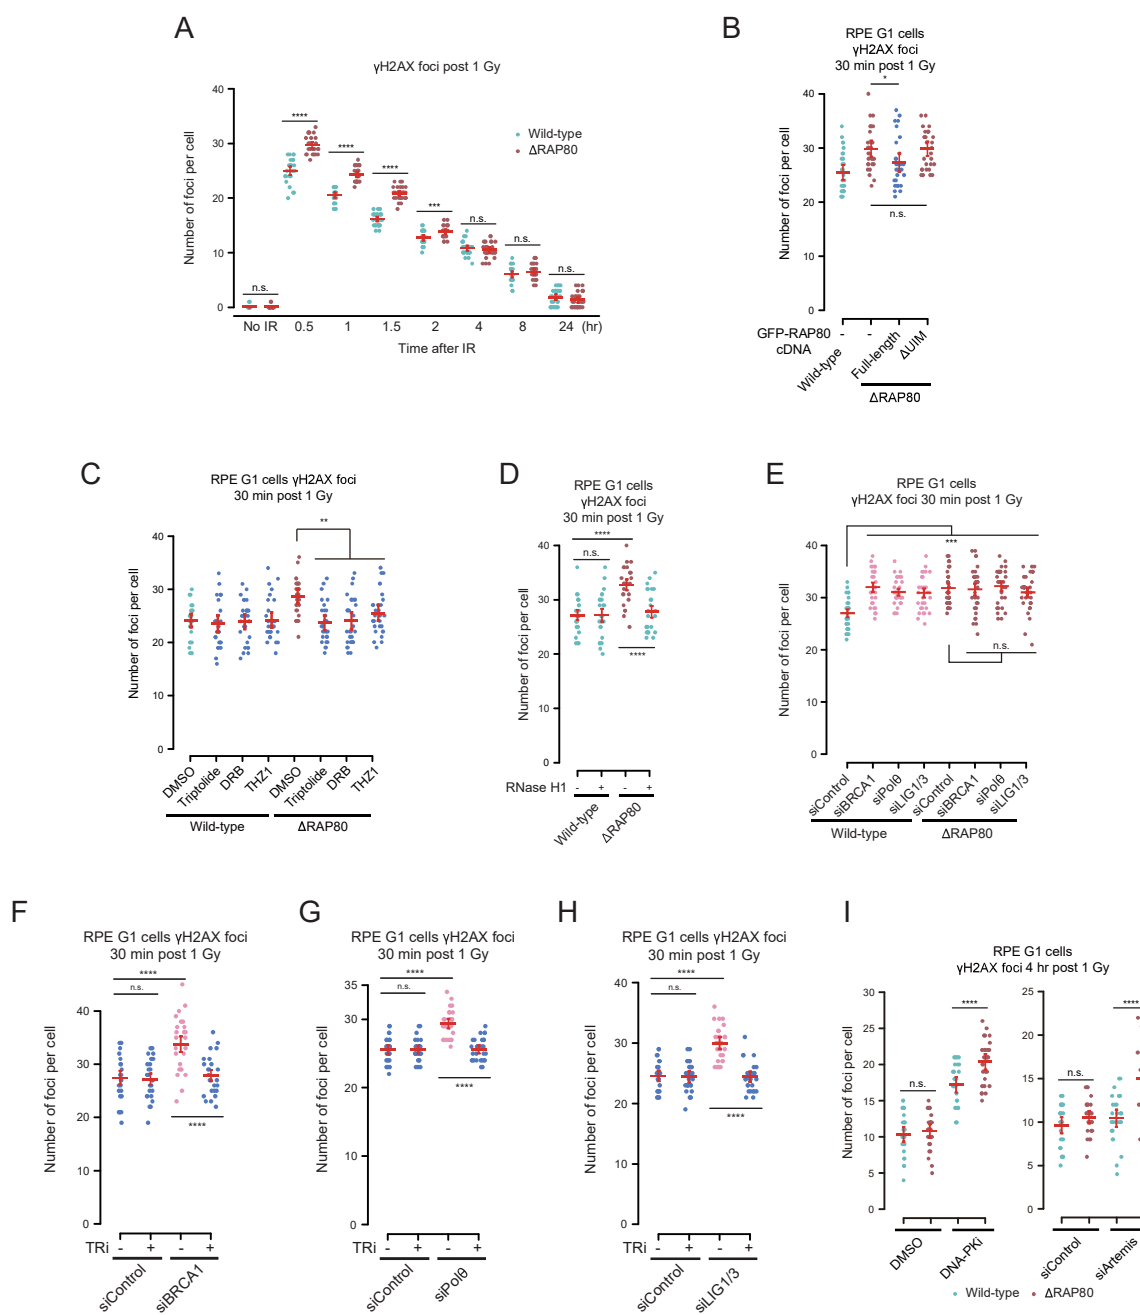 A
γH2AX foci post 1 Gy
Number of foci per cell
40
30
20
10
0
****
****
****
***
n.s.
n.s.
n.s.
n.s.
Wild-type
ΔRAP80
No IR 0.5 1 1.5 2 4 8 24 (hr)
Time after IR
B
RPE G1 cells
γH2AX foci
30 min post 1 Gy
Number of foci per cell
40
30
20
10
0
*
n.s.
GFP-RAP80
cDNA
- - Full-length ΔUIM
Wild-type
ΔRAP80
C
RPE G1 cells γH2AX foci
30 min post 1 Gy
Number of foci per cell
40
30
20
10
0
**
DMSO Triptolide DRB THZ1 DMSO Triptolide DRB THZ1
Wild-type ΔRAP80
D
RPE G1 cells
γH2AX foci
30 min post 1 Gy
Number of foci per cell
40
30
20
10
0
****
n.s.
****
RNase H1 - + - +
Wild-type ΔRAP80
E
RPE G1 cells
γH2AX foci 30 min post 1 Gy
Number of foci per cell
40
30
20
10
0
***
n.s.
siControl siBRCA1 siPolθ siLIG1/3 siControl siBRCA1 siPolθ siLIG1/3
Wild-type ΔRAP80
F
RPE G1 cells γH2AX foci
30 min post 1 Gy
Number of foci per cell
40
30
20
10
0
****
n.s.
****
TRi - + - +
siControl siBRCA1
G
RPE G1 cells γH2AX foci
30 min post 1 Gy
Number of foci per cell
35
25
15
0
****
n.s.
****
TRi - + - +
siControl siPolθ
H
RPE G1 cells γH2AX foci
30 min post 1 Gy
Number of foci per cell
40
30
20
10
0
****
n.s.
****
TRi - + - +
siControl siLIG1/3
I
RPE G1 cells
γH2AX foci 4 hr post 1 Gy
Number of foci per cell
30
25
20
15
10
5
0
n.s.
****
DMSO DNA-PKi
25
20
15
10
5
0
n.s.
****
siControl siArtemis
Wild-type ΔRAP80